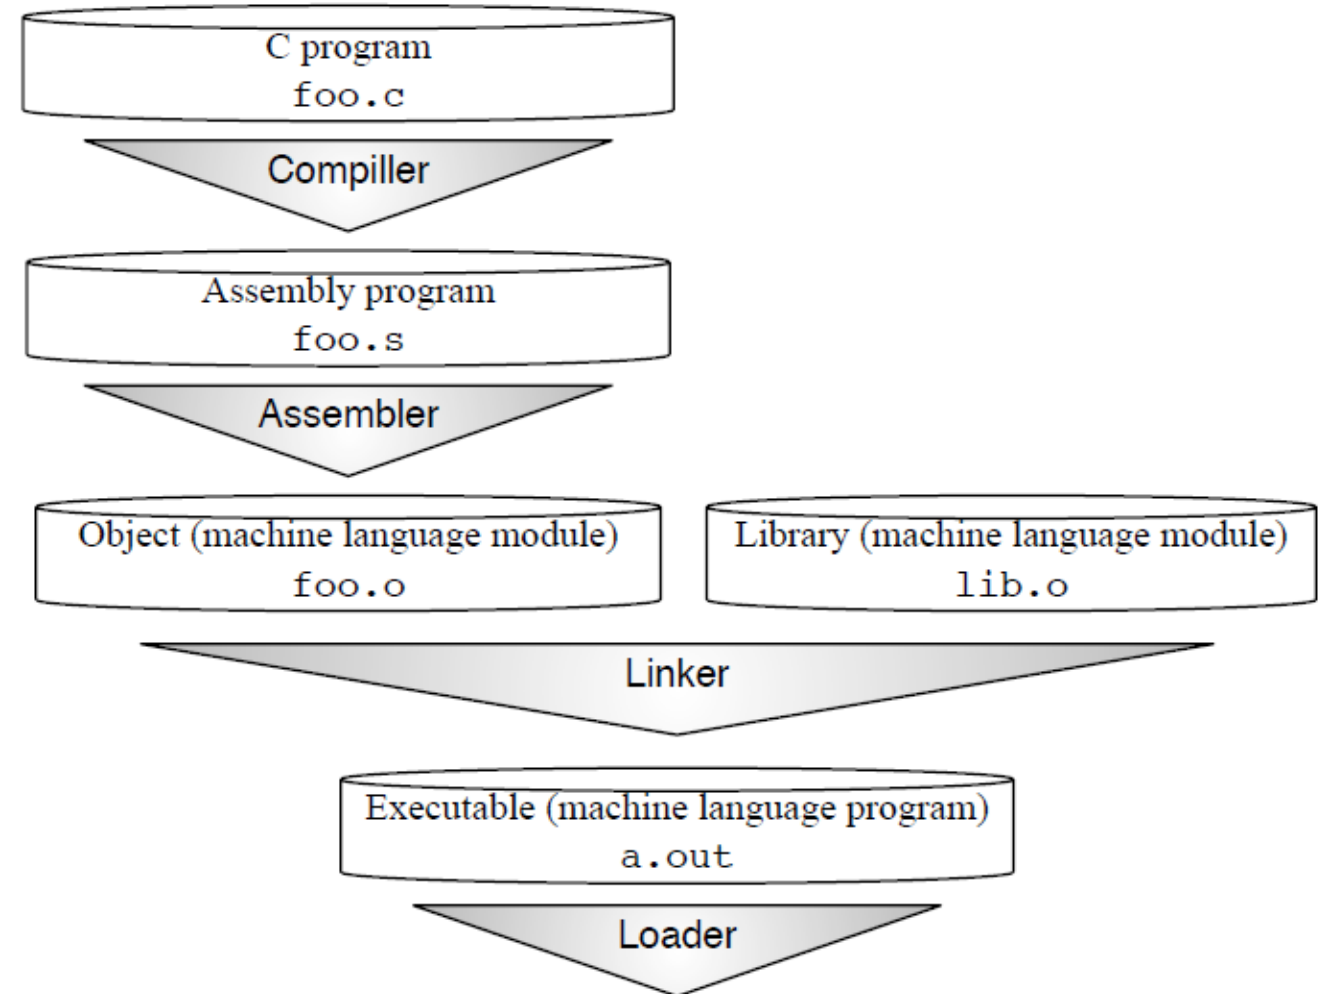 C program
foo.c
Compiller
Assembly program
foo.s
Assembler
Object (machine language module)
foo.o
Library (machine language module)
lib.o
Linker
Executable (machine language program)
a.out
Loader